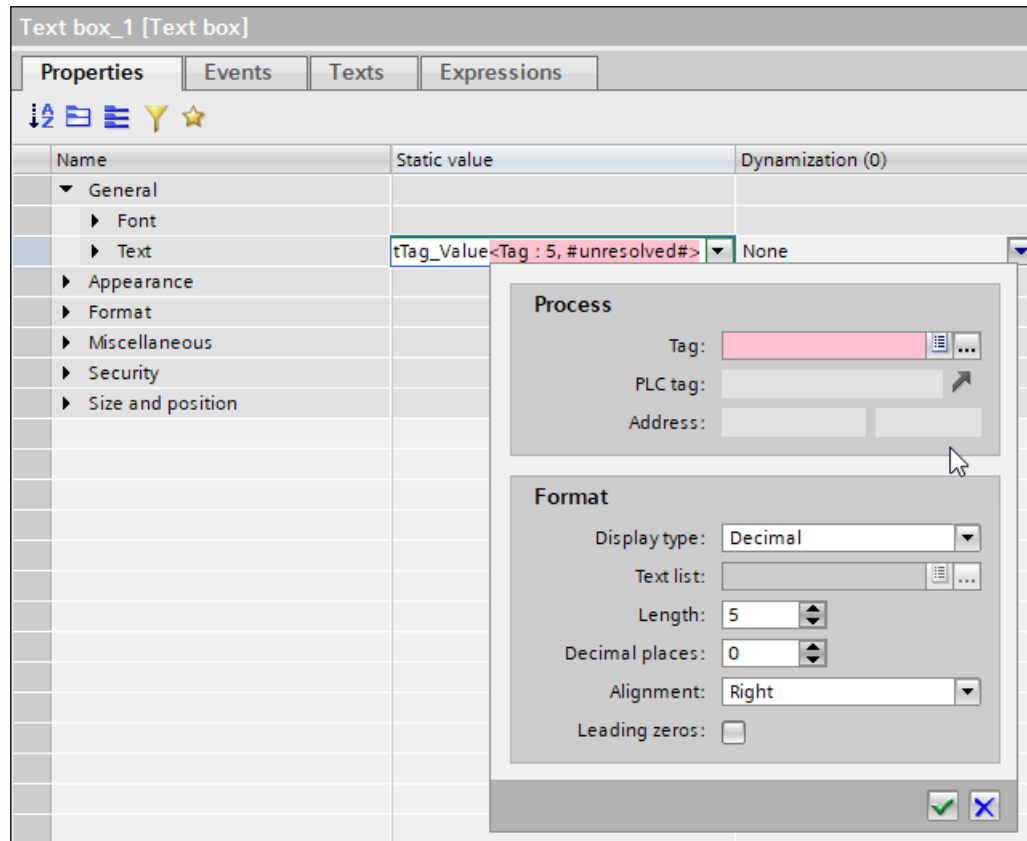 Text box_1 [Text box]
Properties Events Texts Expressions
Name Static value Dynamization (0)
General
Font
Text tTag_Value<Tag : 5, #unresolved#> None
Appearance
Format
Miscellaneous
Security
Size and position
Process
Tag: ...
PLC tag:
Address:
Format
Display type: Decimal
Text list: ...
Length: 5
Decimal places: 0
Alignment: Right
Leading zeros: